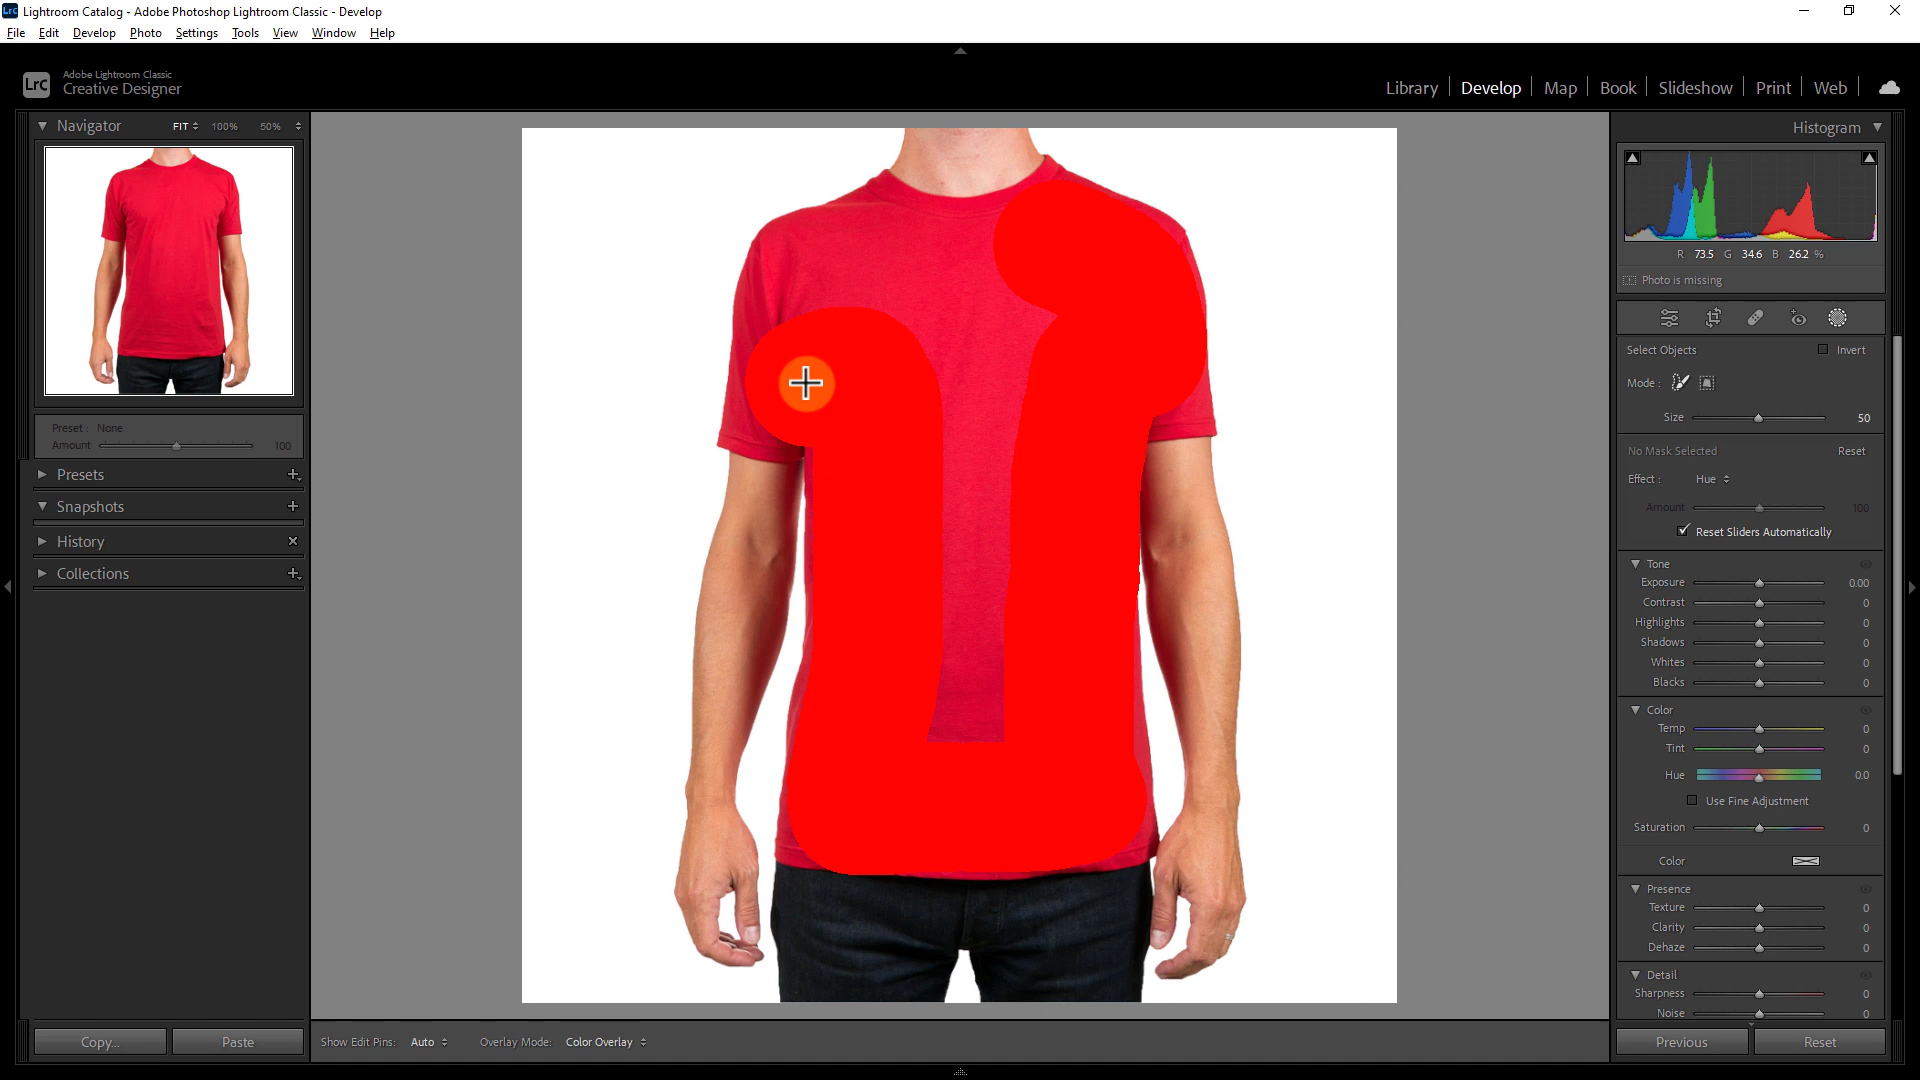 Lrc Lightroom Catalog - Adobe Photoshop Lightroom Classic - Develop
File Edit Develop Photo Settings Tools View Window Help
LrC
Adobe Lightroom Classic
Creative Designer
Library Develop Map Book Slideshow Print Web
Navigator FIT 100% 50%
Preset : None
Amount 100
Presets
Snapshots
History
Collections
Copy... Paste
Show Edit Pins: Auto Overlay Mode: Color Overlay
Histogram
R 73.5 G 34.6 B 26.2 %
Photo is missing
Select Objects Invert
Mode :
Size 50
No Mask Selected Reset
Effect : Hue
Amount 100
Reset Sliders Automatically
Tone
Exposure 0.00
Contrast 0
Highlights 0
Shadows 0
Whites 0
Blacks 0
Color
Temp 0
Tint 0
Hue 0.0
Use Fine Adjustment
Saturation 0
Color
Presence
Texture 0
Clarity 0
Dehaze 0
Detail
Sharpness 0
Noise 0
Previous Reset